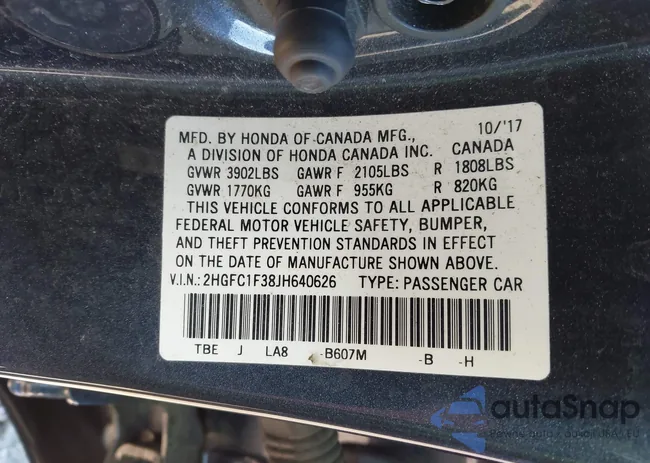 MFD. BY HONDA OF CANADA MFG., 10/'17
A DIVISION OF HONDA CANADA INC. CANADA
GVWR 3902LBS GAWR F 2105LBS R 1808LBS
GVWR 1770KG GAWR F 955KG R 820KG
THIS VEHICLE CONFORMS TO ALL APPLICABLE
FEDERAL MOTOR VEHICLE SAFETY, BUMPER,
AND THEFT PREVENTION STANDARDS IN EFFECT
ON THE DATE OF MANUFACTURE SHOWN ABOVE.
V.I.N.: 2HGFC1F38JH640626 TYPE: PASSENGER CAR
TBE J LA8 -B607M -B -H
autoSnap